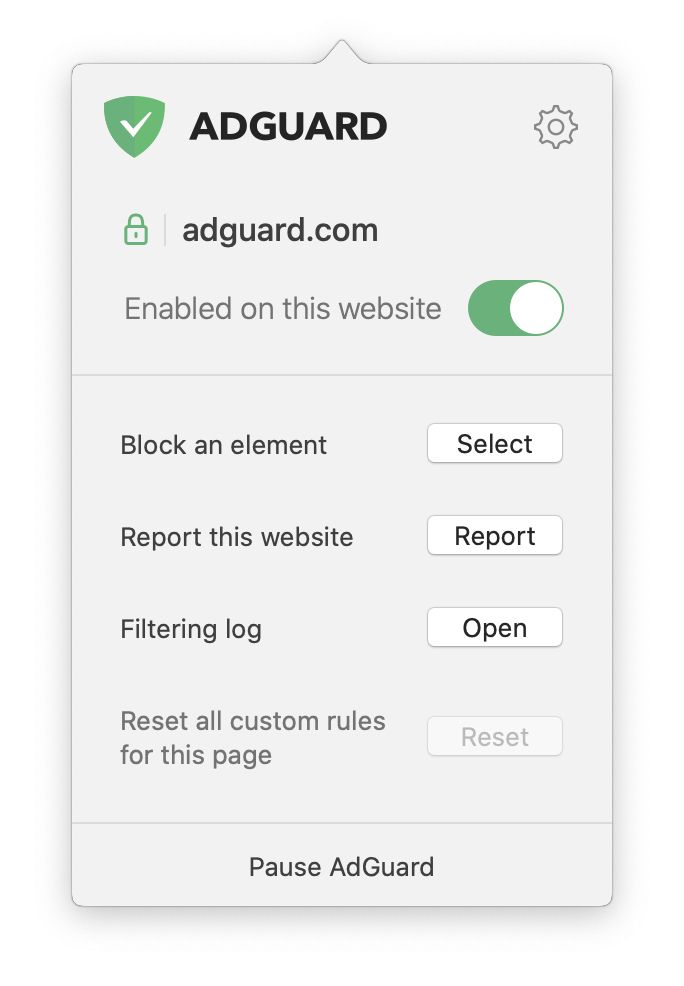 ADGUARD
adguard.com
Enabled on this website
Block an element
Select
Report this website
Report
Filtering log
Open
Reset all custom rules
for this page
Reset
Pause AdGuard